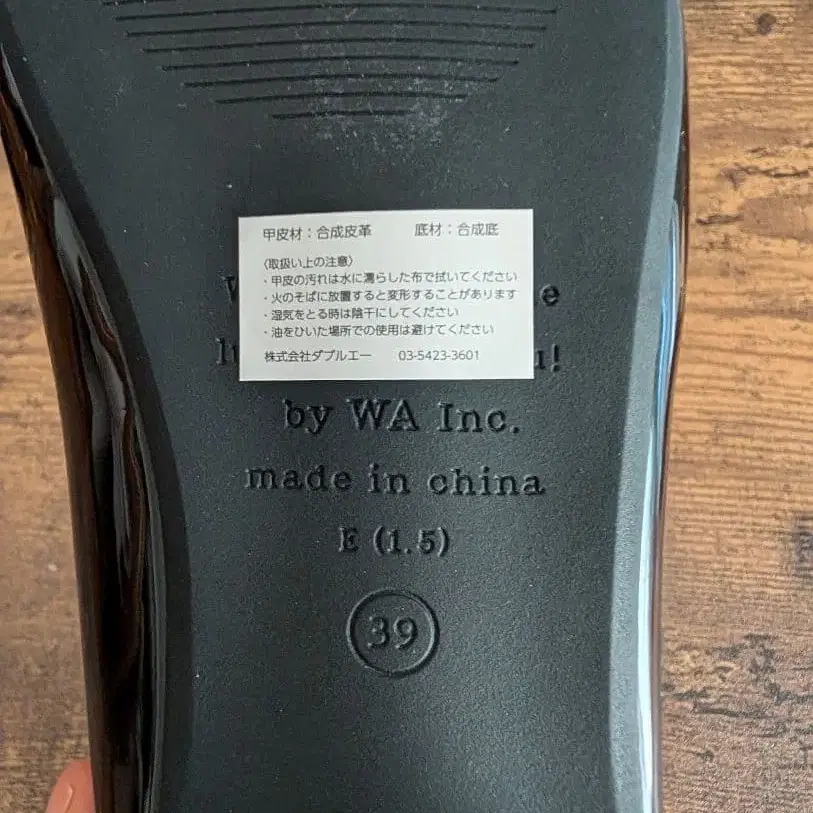 甲皮材：合成皮革　底材：合成底
〈取扱い上の注意〉
・甲皮の汚れは水に濡らした布で拭いてください
・火のそばに放置すると変形することがあります
・湿気をとる時は陰干にしてください
・油をひいた場所での使用は避けてください
株式会社ダブルエー　03-5423-3601
by WA Inc.
made in china
E (1.5)
39